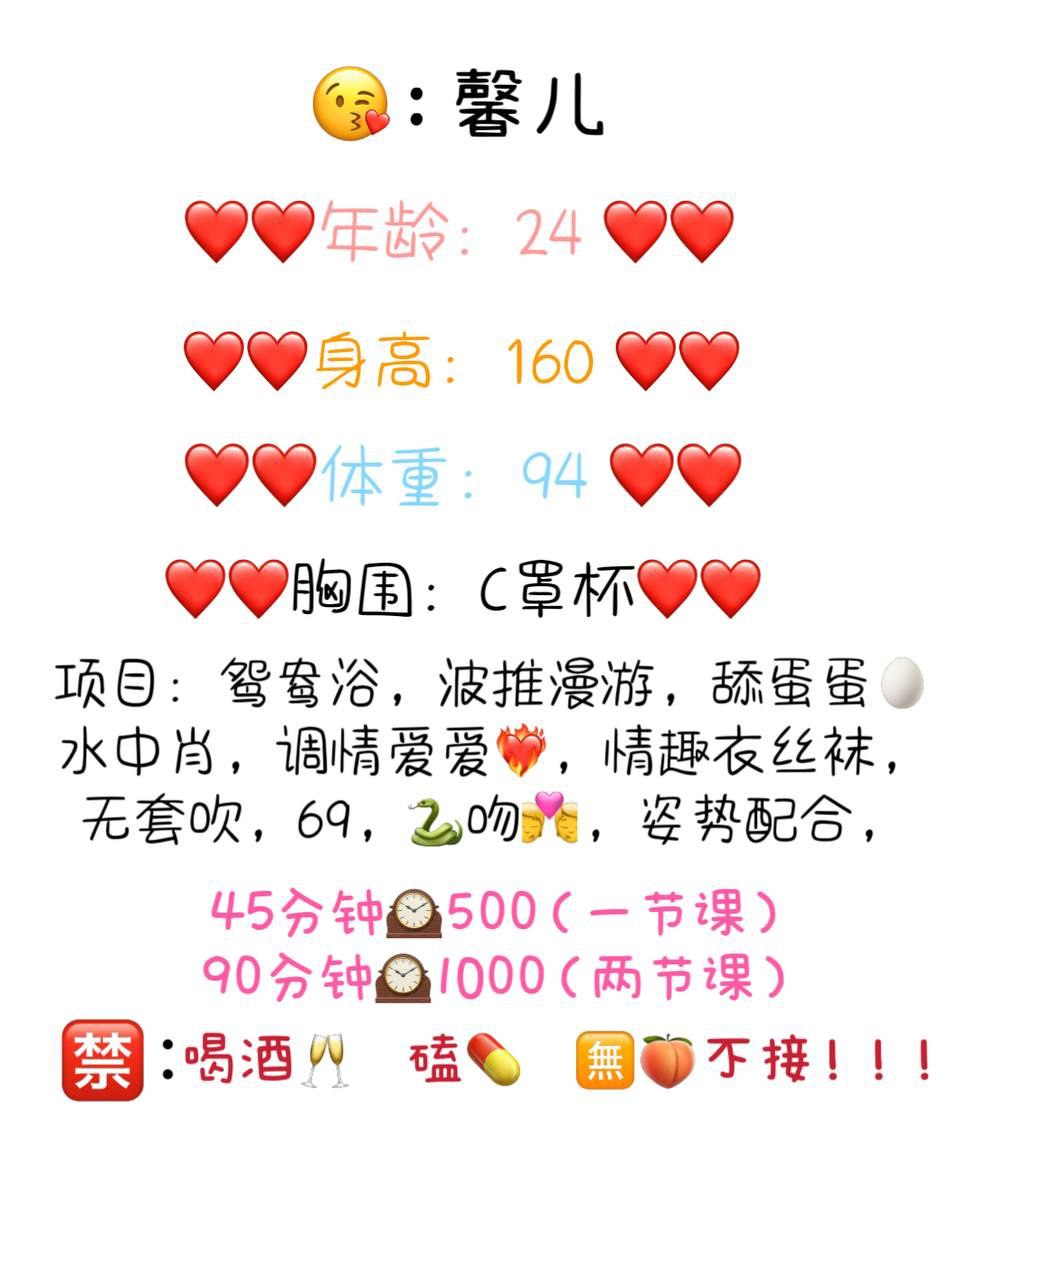 😘:馨儿
❤️❤️年龄：24 ❤️❤️
❤️❤️身高：160 ❤️❤️
❤️❤️体重：94 ❤️❤️
❤️❤️胸围：C罩杯❤️❤️
项目：鸳鸯浴，波推漫游，舔蛋蛋🥚
水中肖，调情爱爱❤️‍🔥，情趣衣丝袜，
无套吹，69，🐍吻💏，姿势配合，
45分钟🕰️500(一节课)
90分钟🕰️1000(两节课)
禁:喝酒🥂 嗑💊 無🍑不接！！！